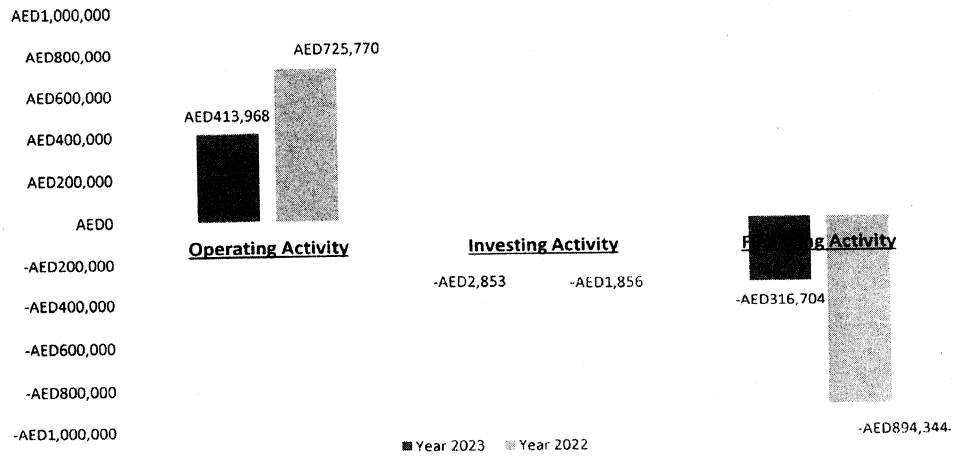 AED1,000,000
AED800,000
AED600,000
AED400,000
AED200,000
AED0
-AED200,000
-AED400,000
-AED600,000
-AED800,000
-AED1,000,000
AED413,968
AED725,770
Operating Activity
Investing Activity
-AED2,853
-AED1,856
Financing Activity
-AED316,704
-AED894,344
Year 2023
Year 2022